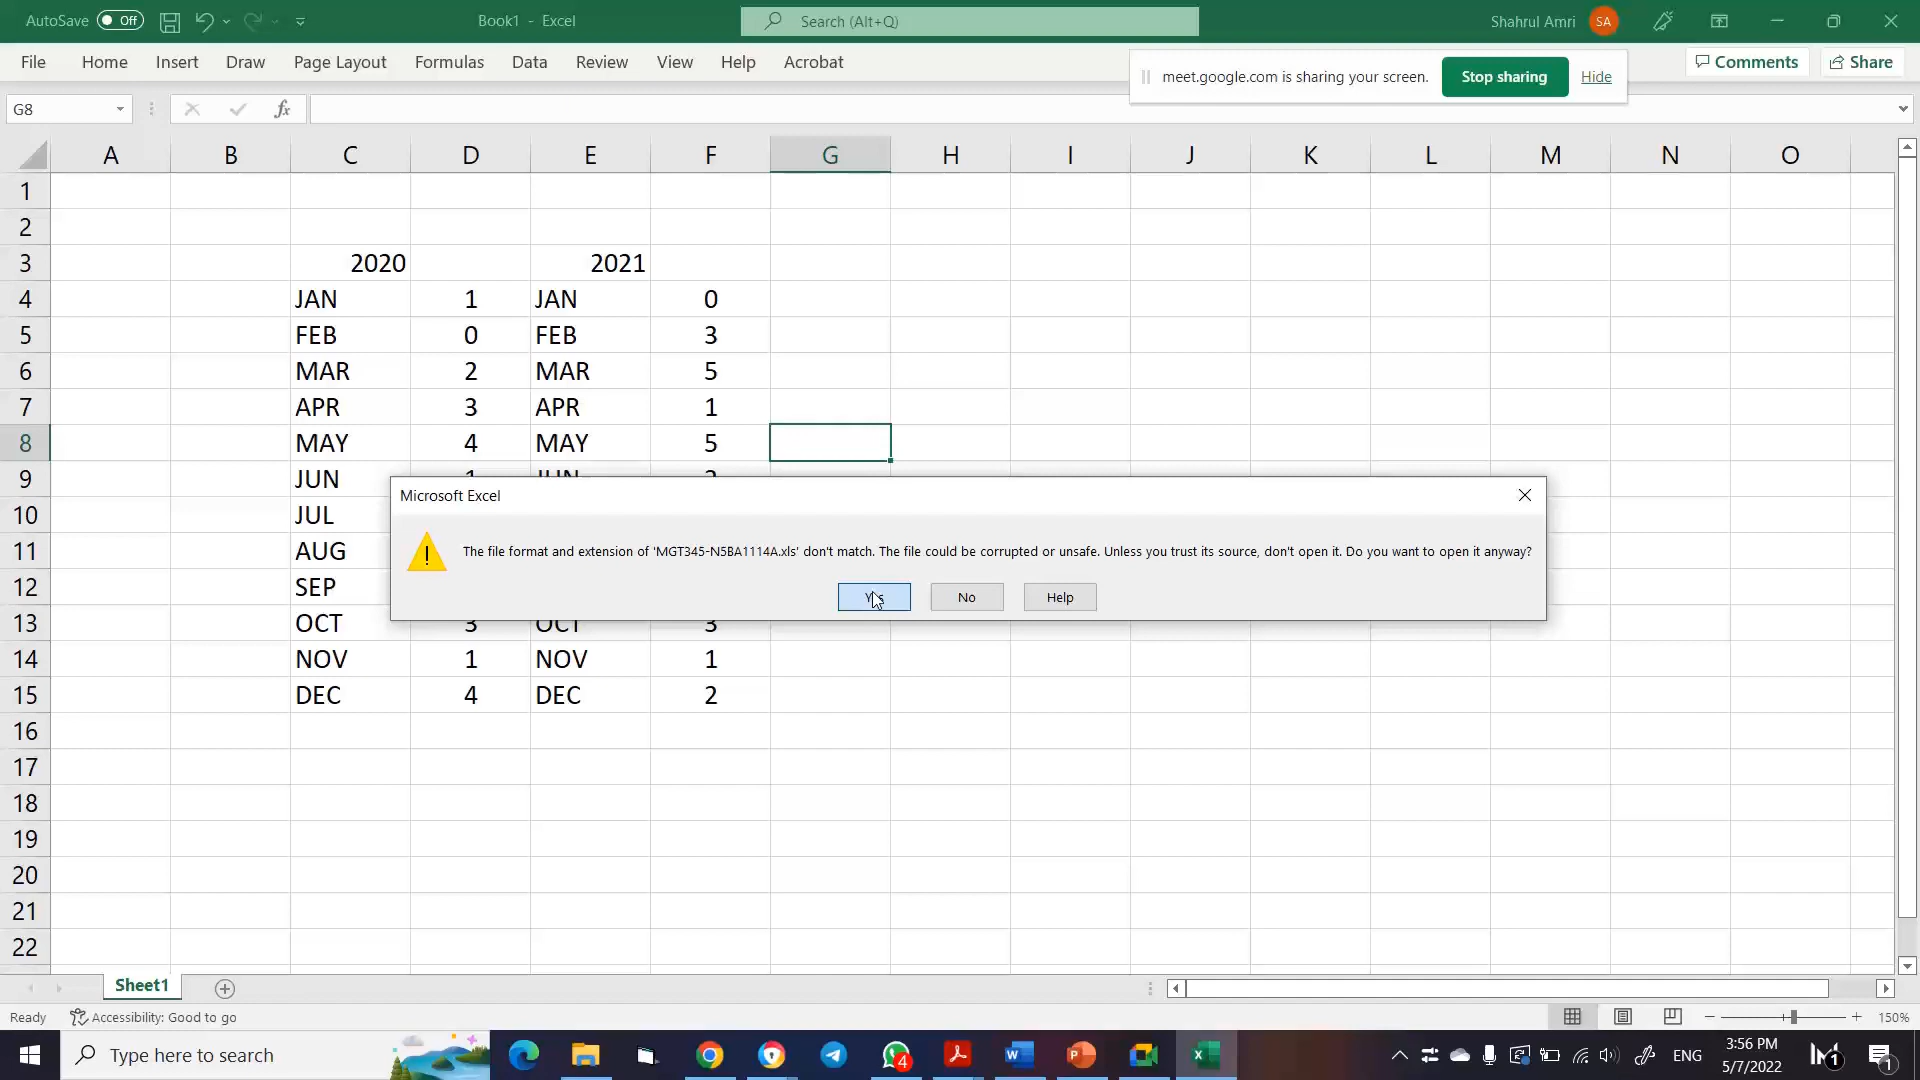 AutoSave Off Book1 - Excel Search (Alt+Q) Shahrul Amri SA
File Home Insert Draw Page Layout Formulas Data Review View Help Acrobat Comments Share
meet.google.com is sharing your screen. Stop sharing Hide
G8 fx
A B C D E F G H I J K L M N O
1
2
3 2020 2021
4 JAN 1 JAN 0
5 FEB 0 FEB 3
6 MAR 2 MAR 5
7 APR 3 APR 1
8 MAY 4 MAY 5
9 JUN JUN
Microsoft Excel
10 JUL
11 AUG
The file format and extension of 'MGT345-N5BA1114A.xls' don't match. The file could be corrupted or unsafe. Unless you trust its source, don't open it. Do you want to open it anyway?
12 SEP
No Help
13 OCT 3 OCT 3
14 NOV 1 NOV 1
15 DEC 4 DEC 2
16
17
18
19
20
21
22
Sheet1
Ready Accessibility: Good to go 150%
Type here to search 4 ENG 3:56 PM 1 1
5/7/2022